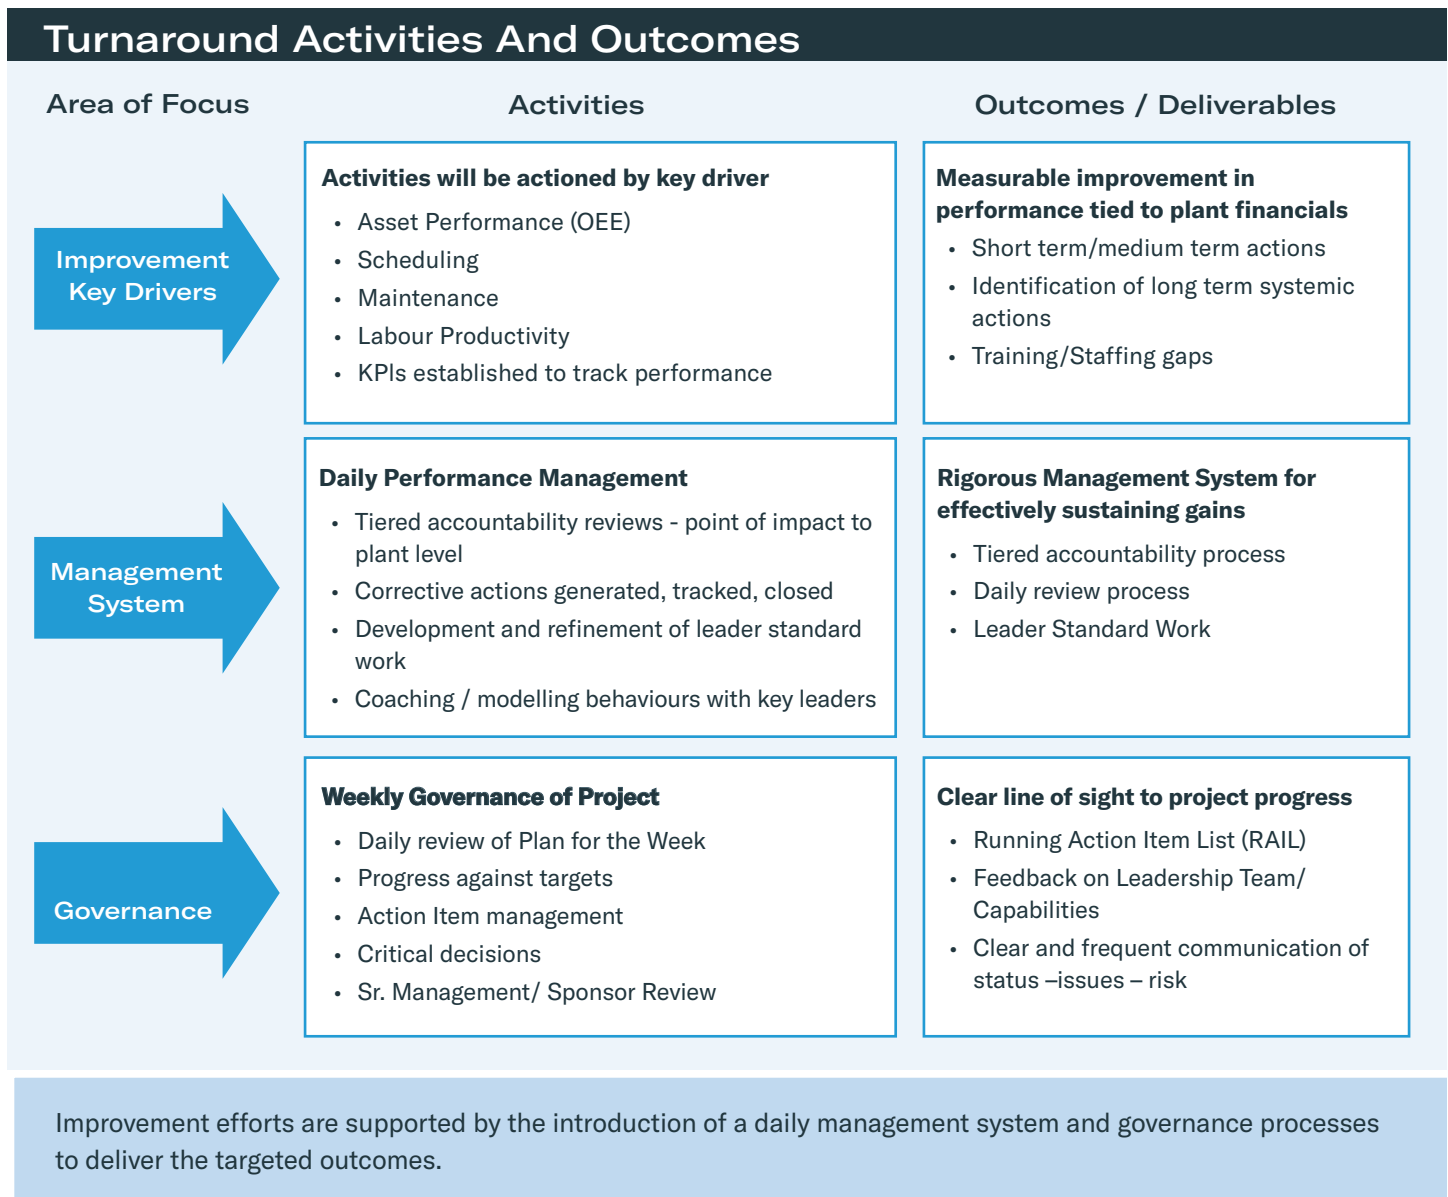 Turnaround Activities And Outcomes
Area of Focus
Activities
Outcomes / Deliverables
Improvement
Key Drivers
Activities will be actioned by key driver
• Asset Performance (OEE)
• Scheduling
• Maintenance
• Labour Productivity
• KPIs established to track performance
Measurable improvement in
performance tied to plant financials
• Short term/medium term actions
• Identification of long term systemic
actions
• Training/Staffing gaps
Management
System
Daily Performance Management
• Tiered accountability reviews - point of impact to
plant level
• Corrective actions generated, tracked, closed
• Development and refinement of leader standard
work
• Coaching / modelling behaviours with key leaders
Rigorous Management System for
effectively sustaining gains
• Tiered accountability process
• Daily review process
• Leader Standard Work
Governance
Weekly Governance of Project
• Daily review of Plan for the Week
• Progress against targets
• Action Item management
• Critical decisions
• Sr. Management/ Sponsor Review
Clear line of sight to project progress
• Running Action Item List (RAIL)
• Feedback on Leadership Team/
Capabilities
• Clear and frequent communication of
status –issues – risk
Improvement efforts are supported by the introduction of a daily management system and governance processes
to deliver the targeted outcomes.